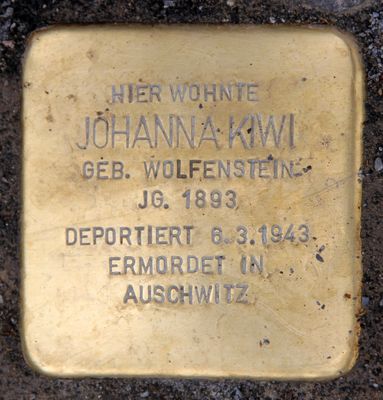 HIER WOHNTE
JOHANNA KIWI
GEB. WOLFENSTEIN
JG. 1893
DEPORTIERT 6.3.1943
ERMORDET IN
AUSCHWITZ